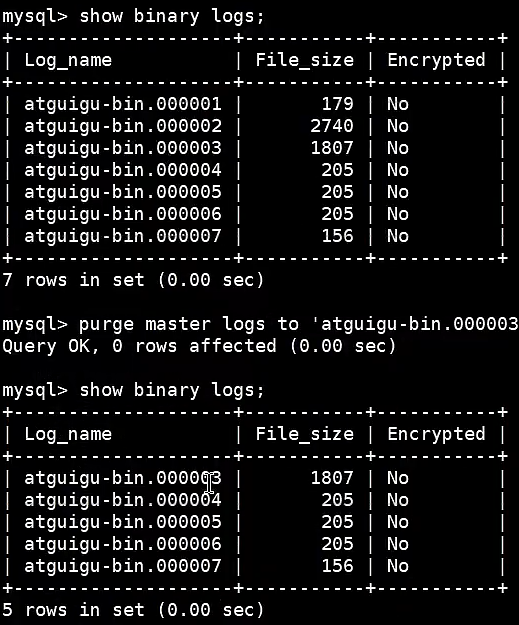 mysql> show binary logs;
+--------------------+-----------+-----------+
| Log_name           | File_size | Encrypted |
+--------------------+-----------+-----------+
| atguigu-bin.000001 |       179 | No        |
| atguigu-bin.000002 |      2740 | No        |
| atguigu-bin.000003 |      1807 | No        |
| atguigu-bin.000004 |       205 | No        |
| atguigu-bin.000005 |       205 | No        |
| atguigu-bin.000006 |       205 | No        |
| atguigu-bin.000007 |       156 | No        |
+--------------------+-----------+-----------+
7 rows in set (0.00 sec)
mysql> purge master logs to 'atguigu-bin.000003
Query OK, 0 rows affected (0.00 sec)
mysql> show binary logs;
+--------------------+-----------+-----------+
| Log_name           | File_size | Encrypted |
+--------------------+-----------+-----------+
| atguigu-bin.000003 |      1807 | No        |
| atguigu-bin.000004 |       205 | No        |
| atguigu-bin.000005 |       205 | No        |
| atguigu-bin.000006 |       205 | No        |
| atguigu-bin.000007 |       156 | No        |
+--------------------+-----------+-----------+
5 rows in set (0.00 sec)